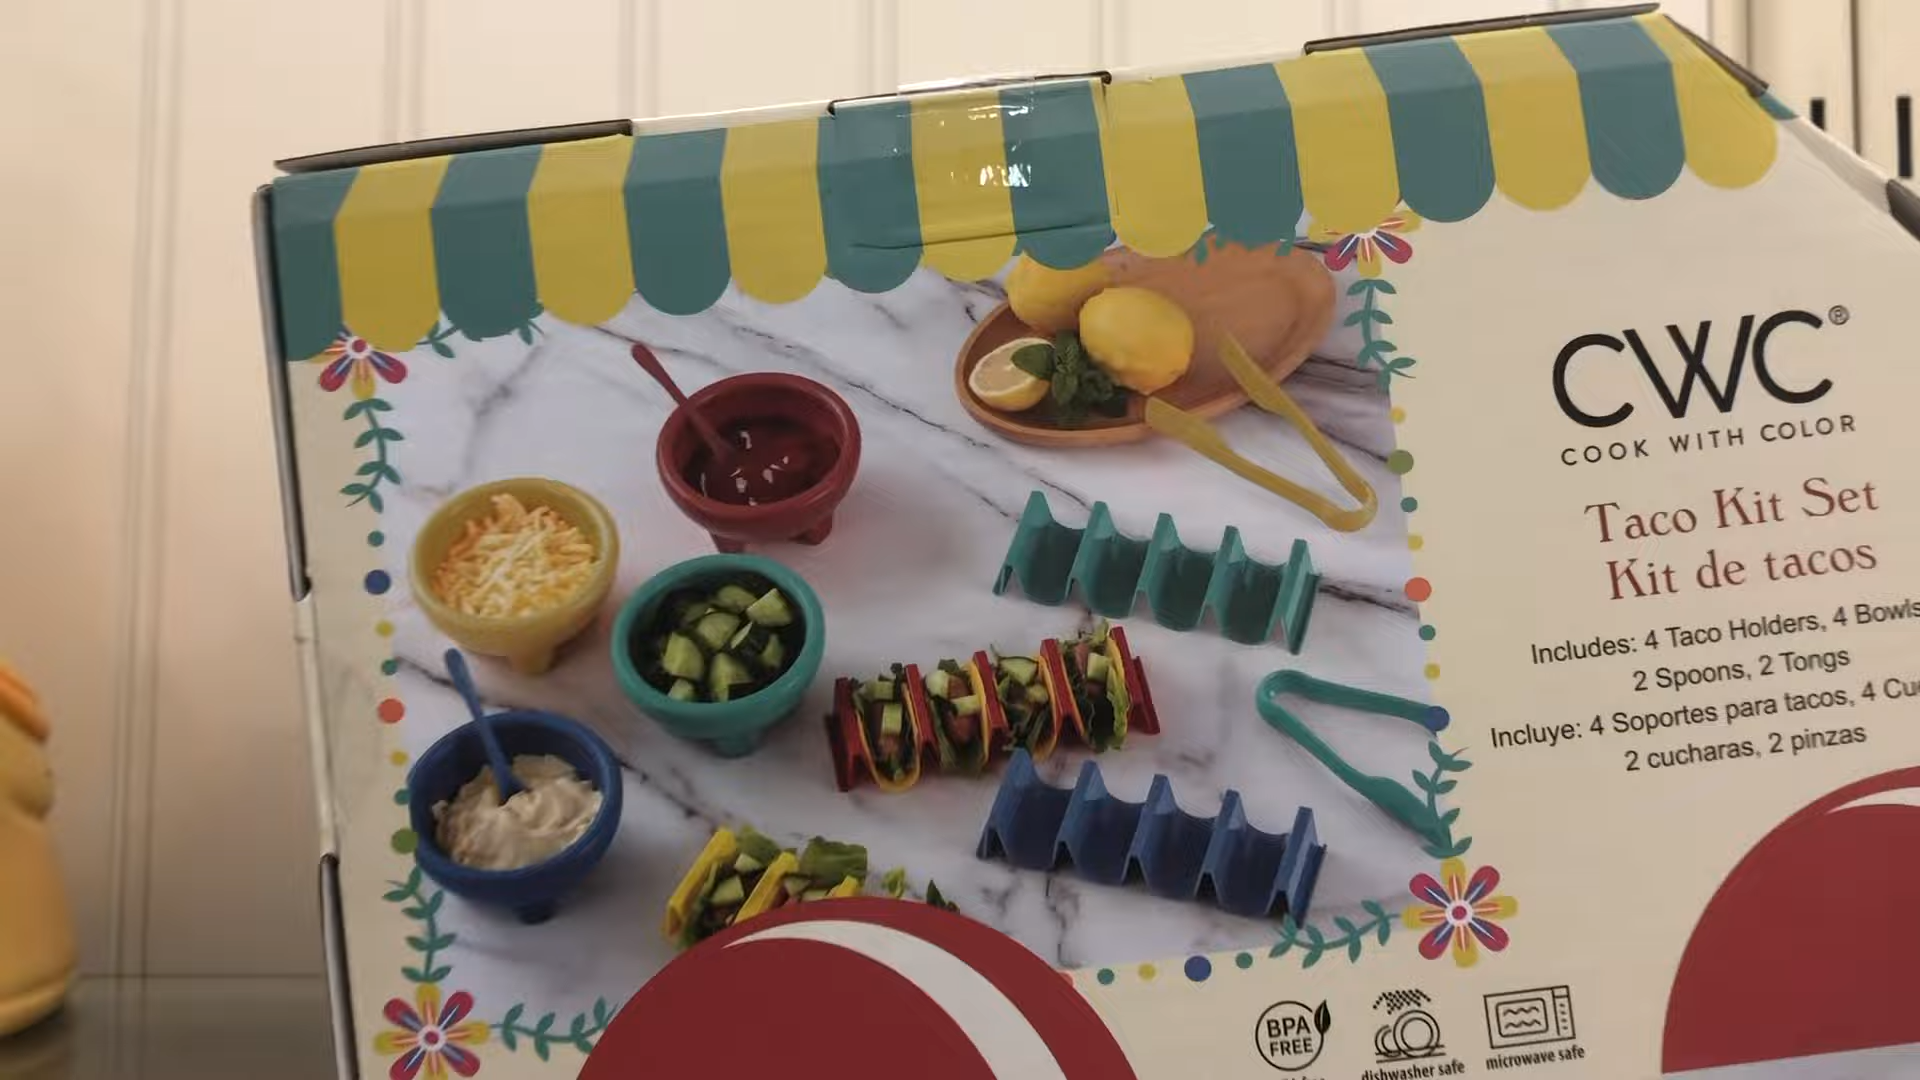 CWC®
COOK WITH COLOR
Taco Kit Set
Kit de tacos
Includes: 4 Taco Holders, 4 Bowls
2 Spoons, 2 Tongs
Incluye: 4 Soportes para tacos, 4
2 cucharas, 2 pinzas
BPA
FREE
dishwasher safe
microwave safe